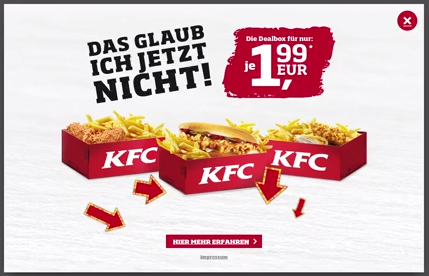 DAS GLAUB
ICH JETZT
NICHT!
Die Dealbox für nur:
je 1,99* EUR
KFC
KFC
KFC
HIER MEHR ERFAHREN
Impressum